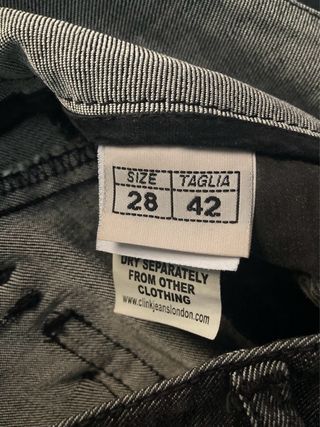 SIZE TAGLIA
28 42
DRY SEPARATELY
FROM OTHER
CLOTHING
www.clinkjeanslondon.com